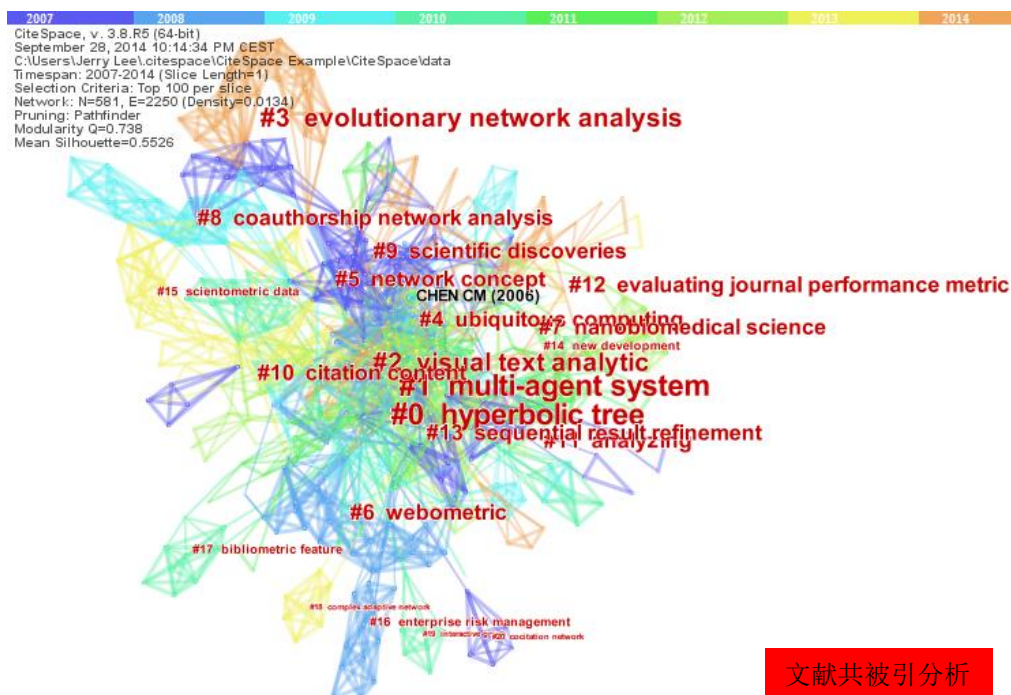 2007 2008 2009 2010 2011 2012 2013 2014
CiteSpace, v. 3.8.R5 (64-bit)
September 28, 2014 10:14:34 PM CEST
C:\Users\Jerry Lee\.citespace\CiteSpace Example\CiteSpace\data
Timespan: 2007-2014 (Slice Length=1)
Selection Criteria: Top 100 per slice
Network: N=581, E=2250 (Density=0.0134)
Pruning: Pathfinder
Modularity Q=0.738
Mean Silhouette=0.5526
#3 evolutionary network analysis
#8 coauthorship network analysis
#9 scientific discoveries
#5 network concept
#12 evaluating journal performance metric
#15 scientometric data
CHEN CM (2006)
#4 ubiquitous computing
#7 nanobiomedical science
#14 new development
#2 visual text analytic
#10 citation content
#1 multi-agent system
#0 hyperbolic tree
#13 sequential result refinement
#11 analyzing
#6 webometric
#17 bibliometric feature
#18 complex adaptive network
#16 enterprise risk management
#19 interactive
#20 cocitation network
文献共被引分析